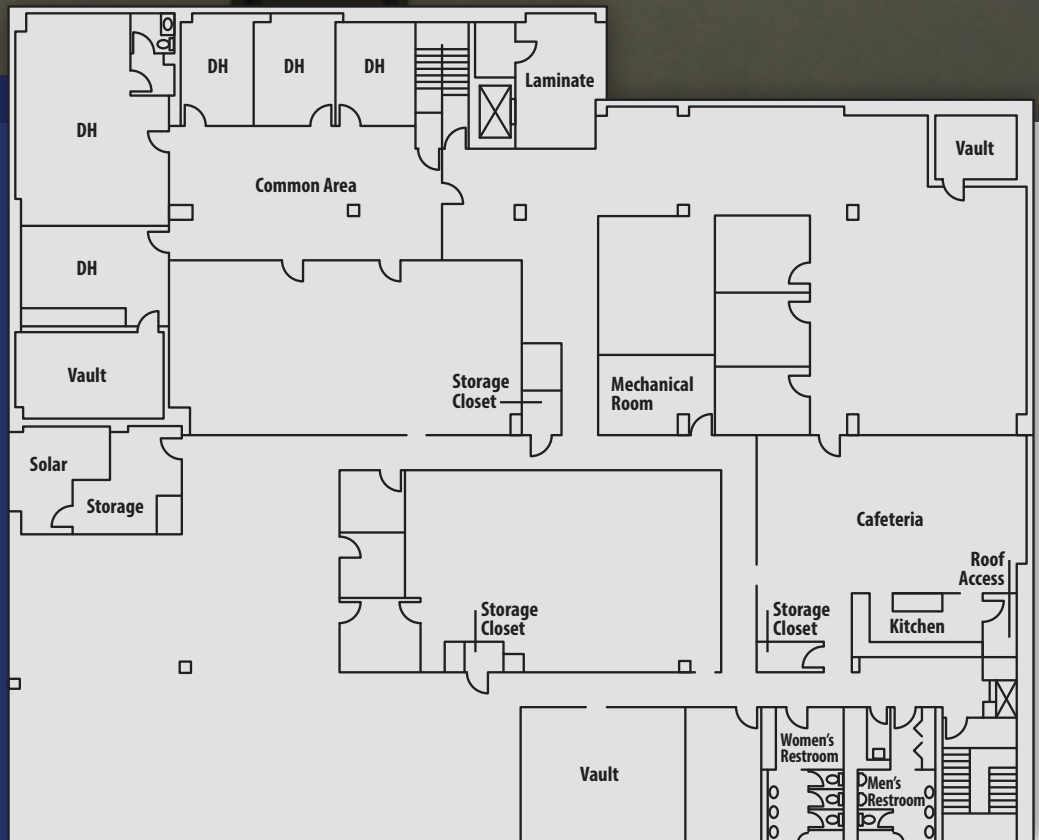 DH
DH
DH
Laminate
DH
Vault
Common Area
DH
Vault
Storage
Closet
Mechanical
Room
Solar
Storage
Cafeteria
Roof
Access
Storage
Closet
Storage
Closet
Kitchen
Women's
Restroom
Vault
Men's
Restroom